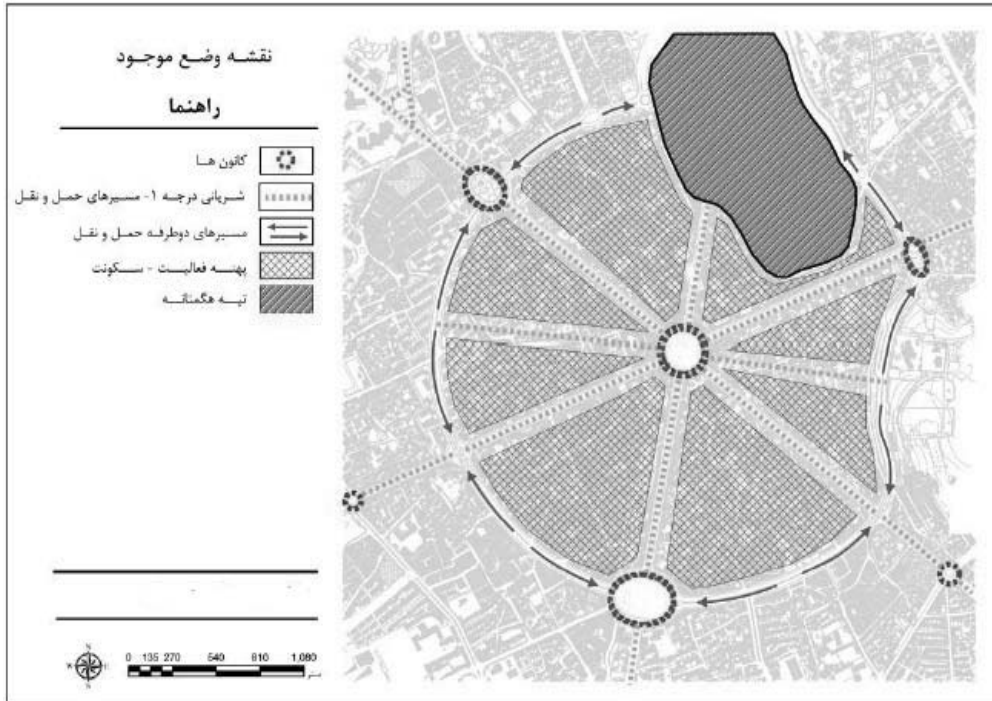 نقشه وضع موجود
راهنما
کانون ها
شریانی درجه ۱- مسیرهای حمل و نقل
مسیرهای دوطرفه حمل و نقل
پهنه فعالیت - سکونت
تپه هگمتانه
N
W E
S
0 135 270 540 810 1,080
متر